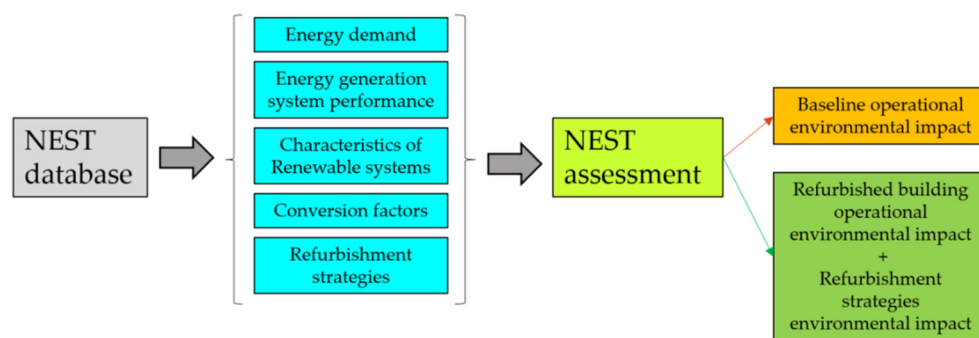 NEST
database
Energy demand
Energy generation
system performance
Characteristics of
Renewable systems
Conversion factors
Refurbishment
strategies
NEST
assessment
Baseline operational
environmental impact
Refurbished building
operational
environmental impact
+
Refurbishment
strategies
environmental impact